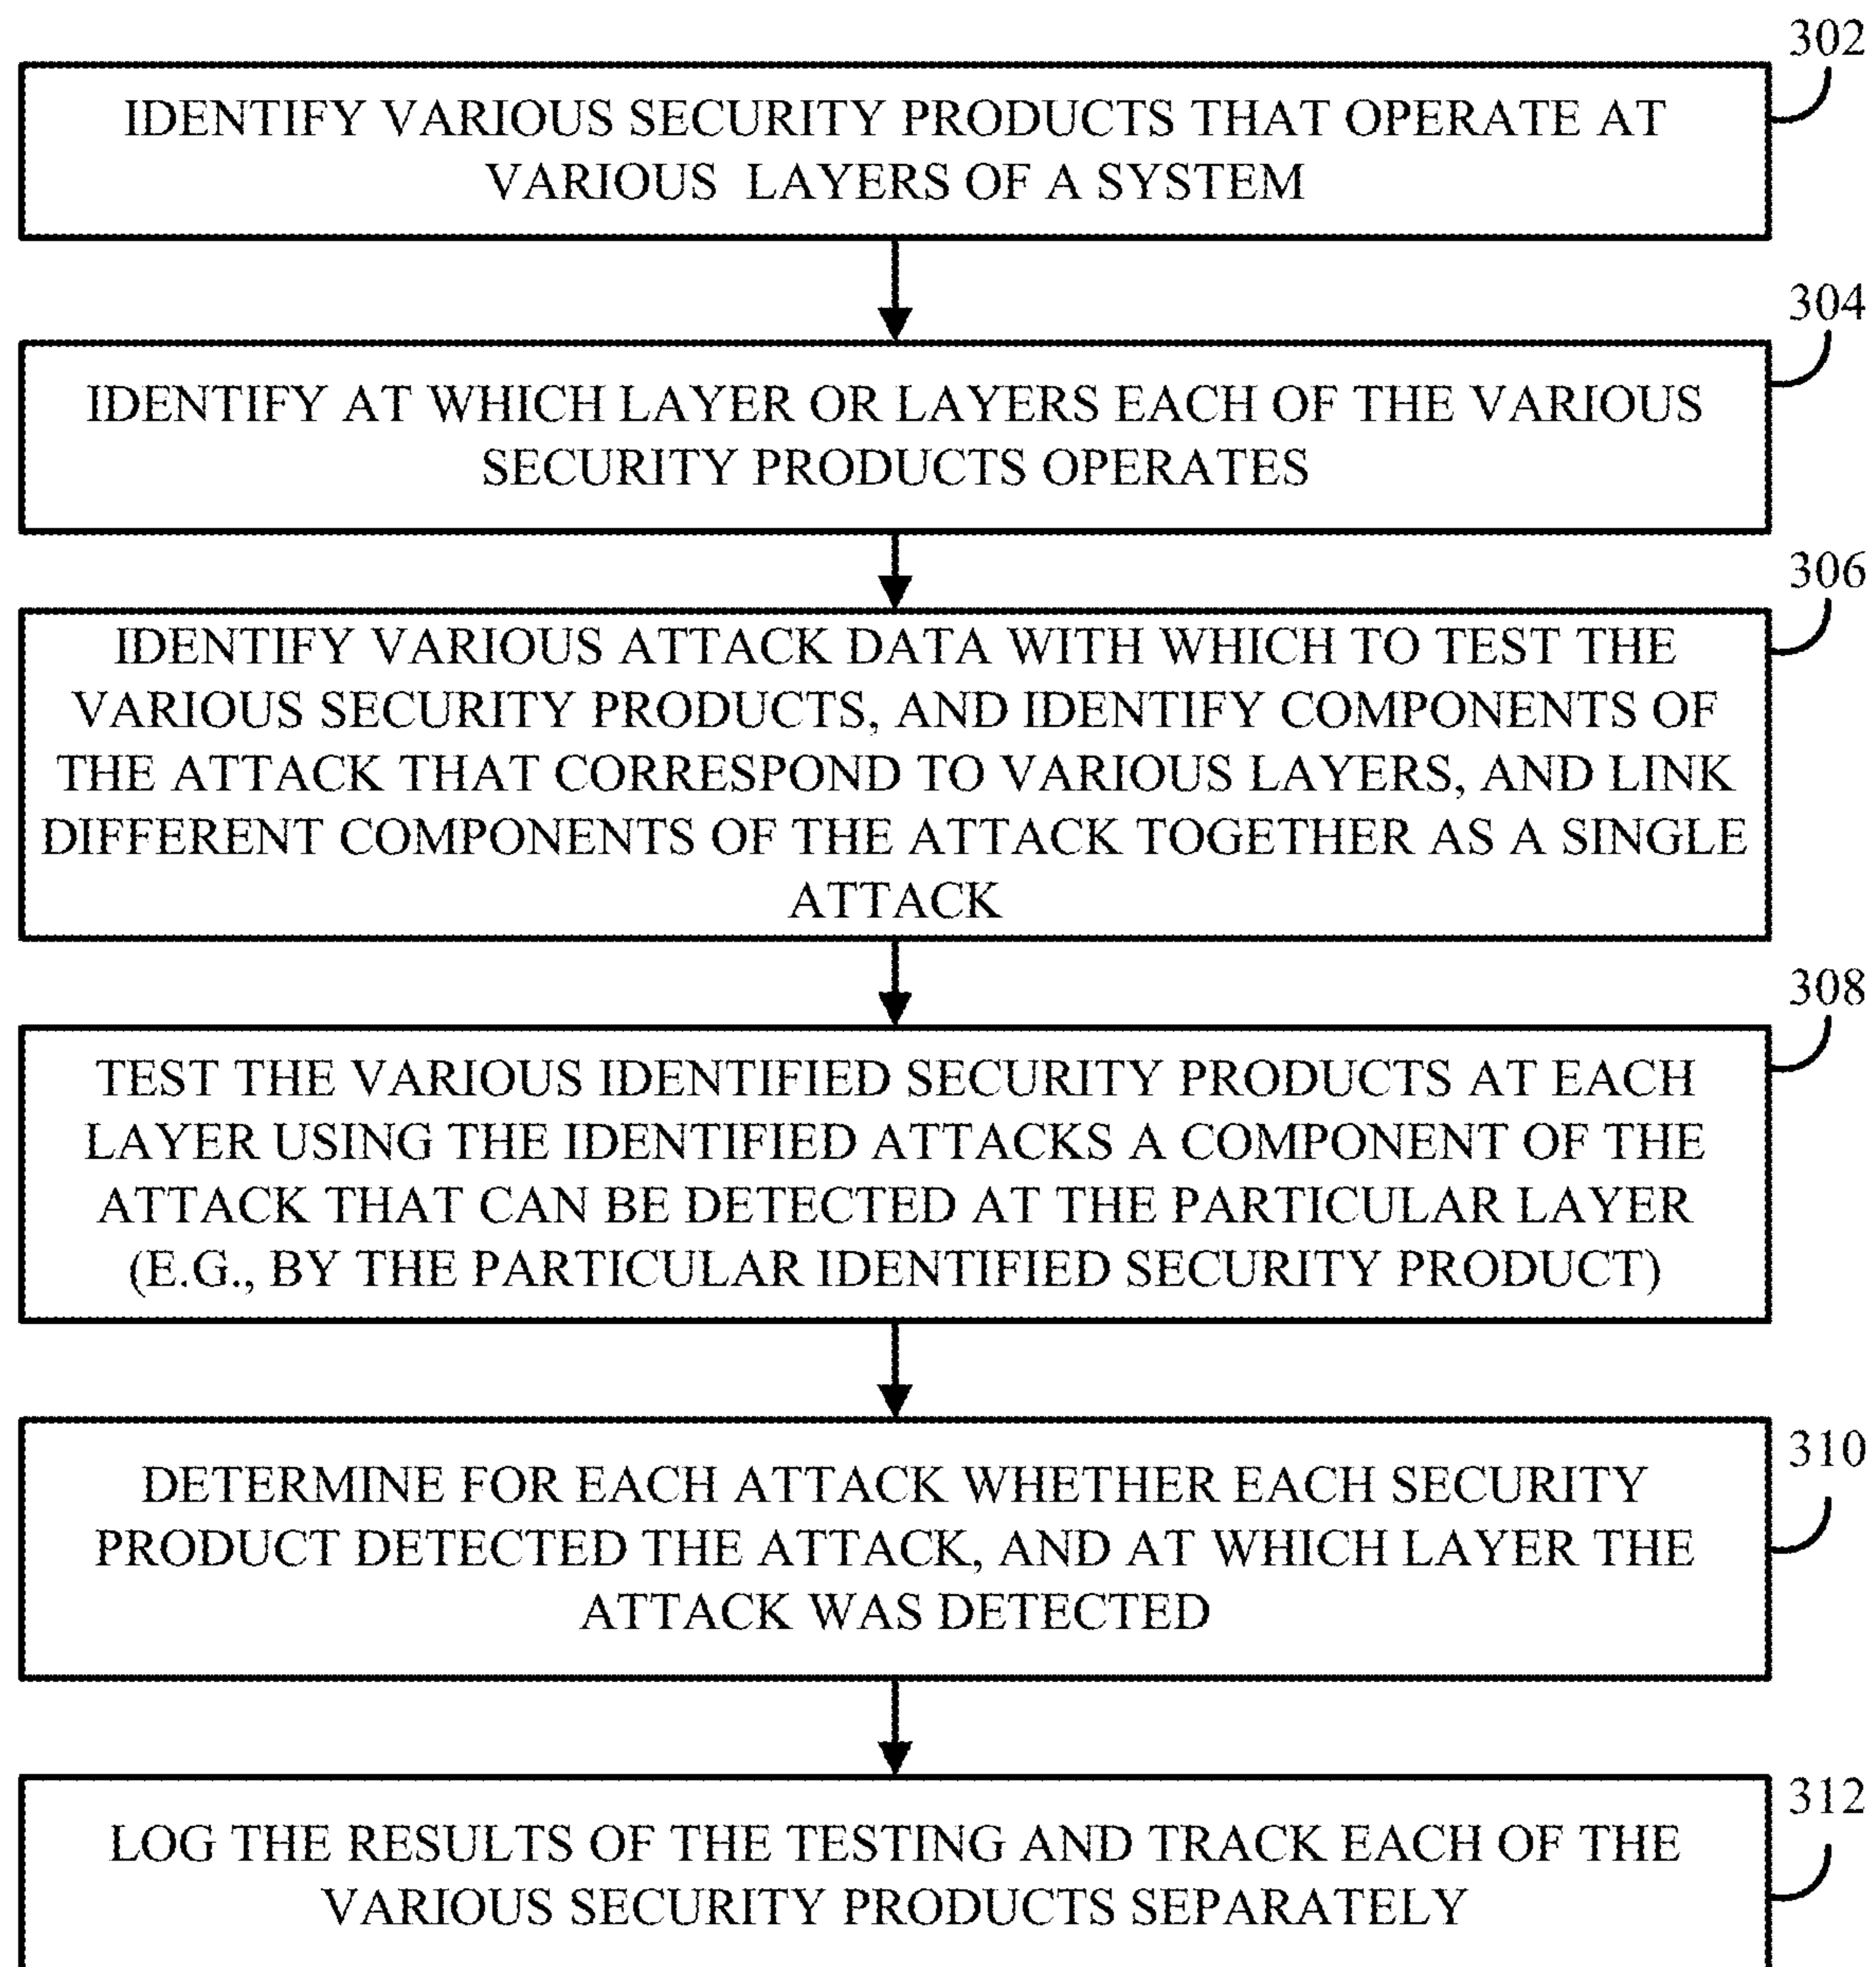 302
IDENTIFY VARIOUS SECURITY PRODUCTS THAT OPERATE AT
VARIOUS LAYERS OF A SYSTEM
304
IDENTIFY AT WHICH LAYER OR LAYERS EACH OF THE VARIOUS
SECURITY PRODUCTS OPERATES
306
IDENTIFY VARIOUS ATTACK DATA WITH WHICH TO TEST THE
VARIOUS SECURITY PRODUCTS, AND IDENTIFY COMPONENTS OF
THE ATTACK THAT CORRESPOND TO VARIOUS LAYERS, AND LINK
DIFFERENT COMPONENTS OF THE ATTACK TOGETHER AS A SINGLE
ATTACK
308
TEST THE VARIOUS IDENTIFIED SECURITY PRODUCTS AT EACH
LAYER USING THE IDENTIFIED ATTACKS A COMPONENT OF THE
ATTACK THAT CAN BE DETECTED AT THE PARTICULAR LAYER
(E.G., BY THE PARTICULAR IDENTIFIED SECURITY PRODUCT)
310
DETERMINE FOR EACH ATTACK WHETHER EACH SECURITY
PRODUCT DETECTED THE ATTACK, AND AT WHICH LAYER THE
ATTACK WAS DETECTED
312
LOG THE RESULTS OF THE TESTING AND TRACK EACH OF THE
VARIOUS SECURITY PRODUCTS SEPARATELY